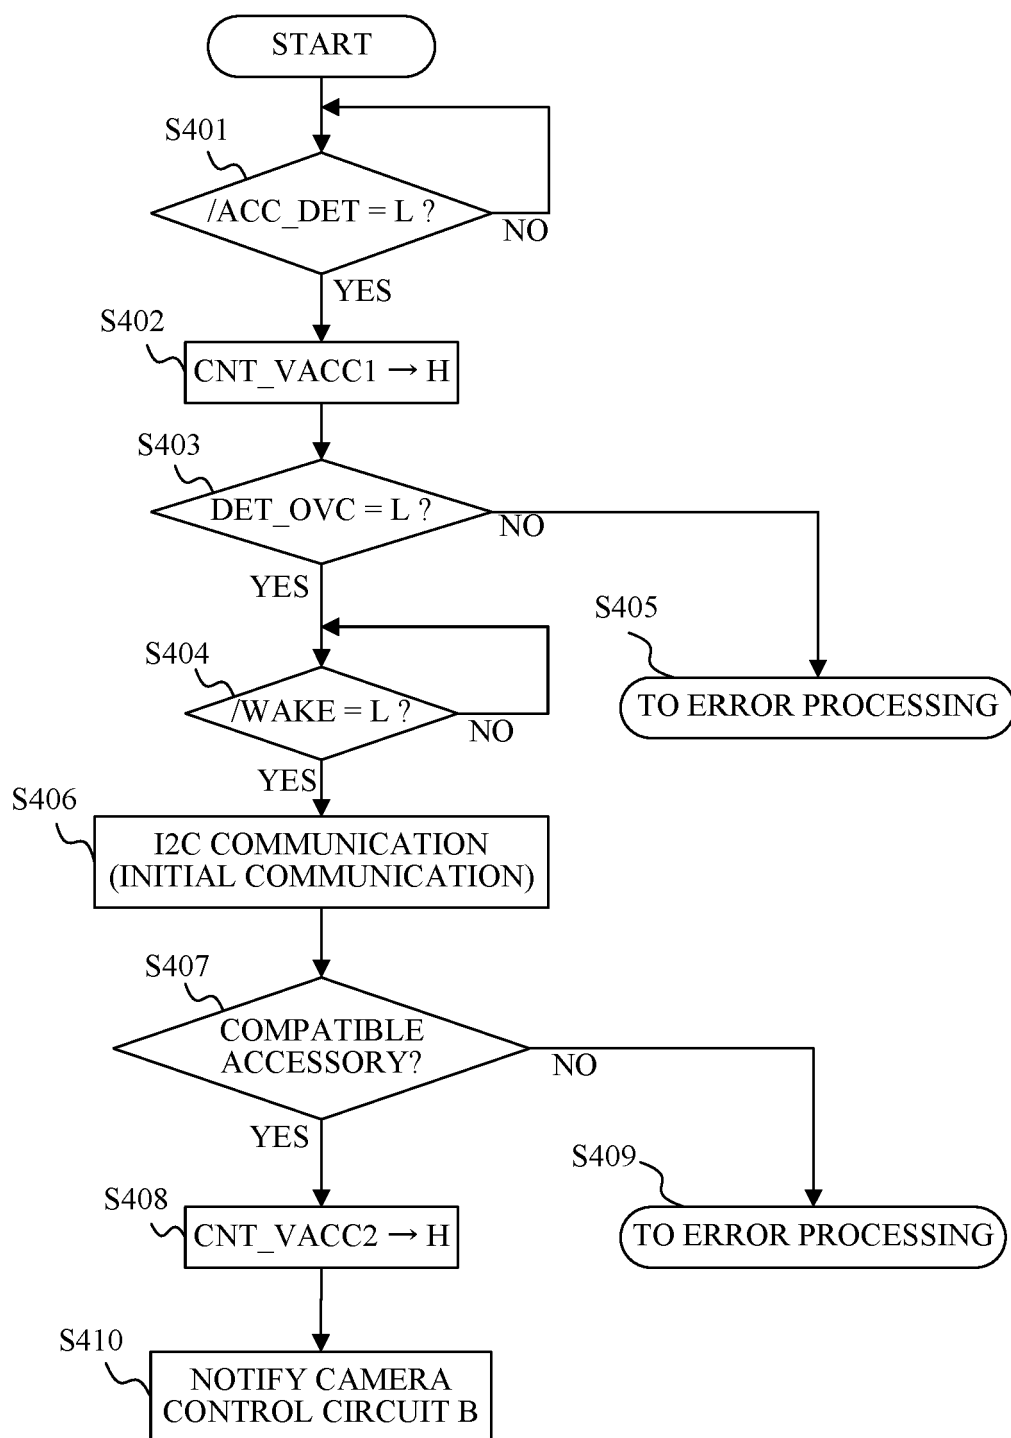 START
S401
/ACC_DET = L ?
NO
YES
S402
CNT_VACC1 → H
S403
DET_OVC = L ?
NO
YES
S405
TO ERROR PROCESSING
S404
/WAKE = L ?
NO
YES
S406
I2C COMMUNICATION
(INITIAL COMMUNICATION)
S407
COMPATIBLE
ACCESSORY?
NO
YES
S409
TO ERROR PROCESSING
S408
CNT_VACC2 → H
S410
NOTIFY CAMERA
CONTROL CIRCUIT B